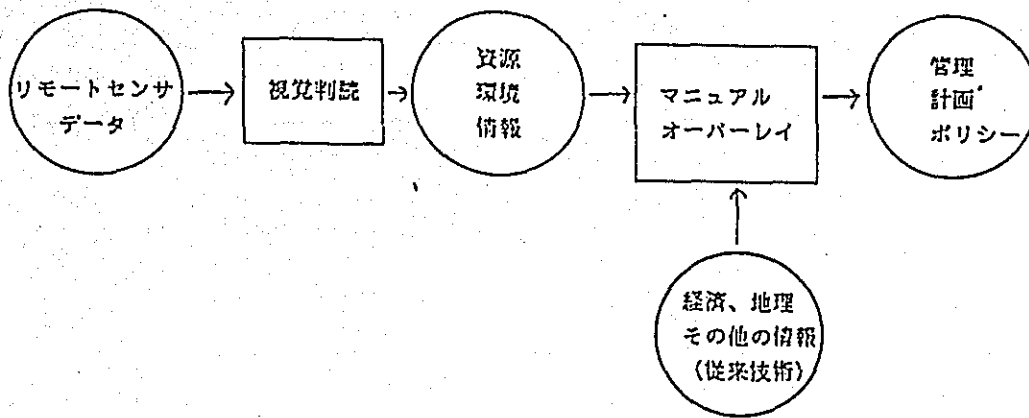 リモートセンサ
データ
視覚判読
資源
環境
情報
マニュアル
オーバーレイ
管理
計画
ポリシー
経済、地理
その他の情報
(従来技術)